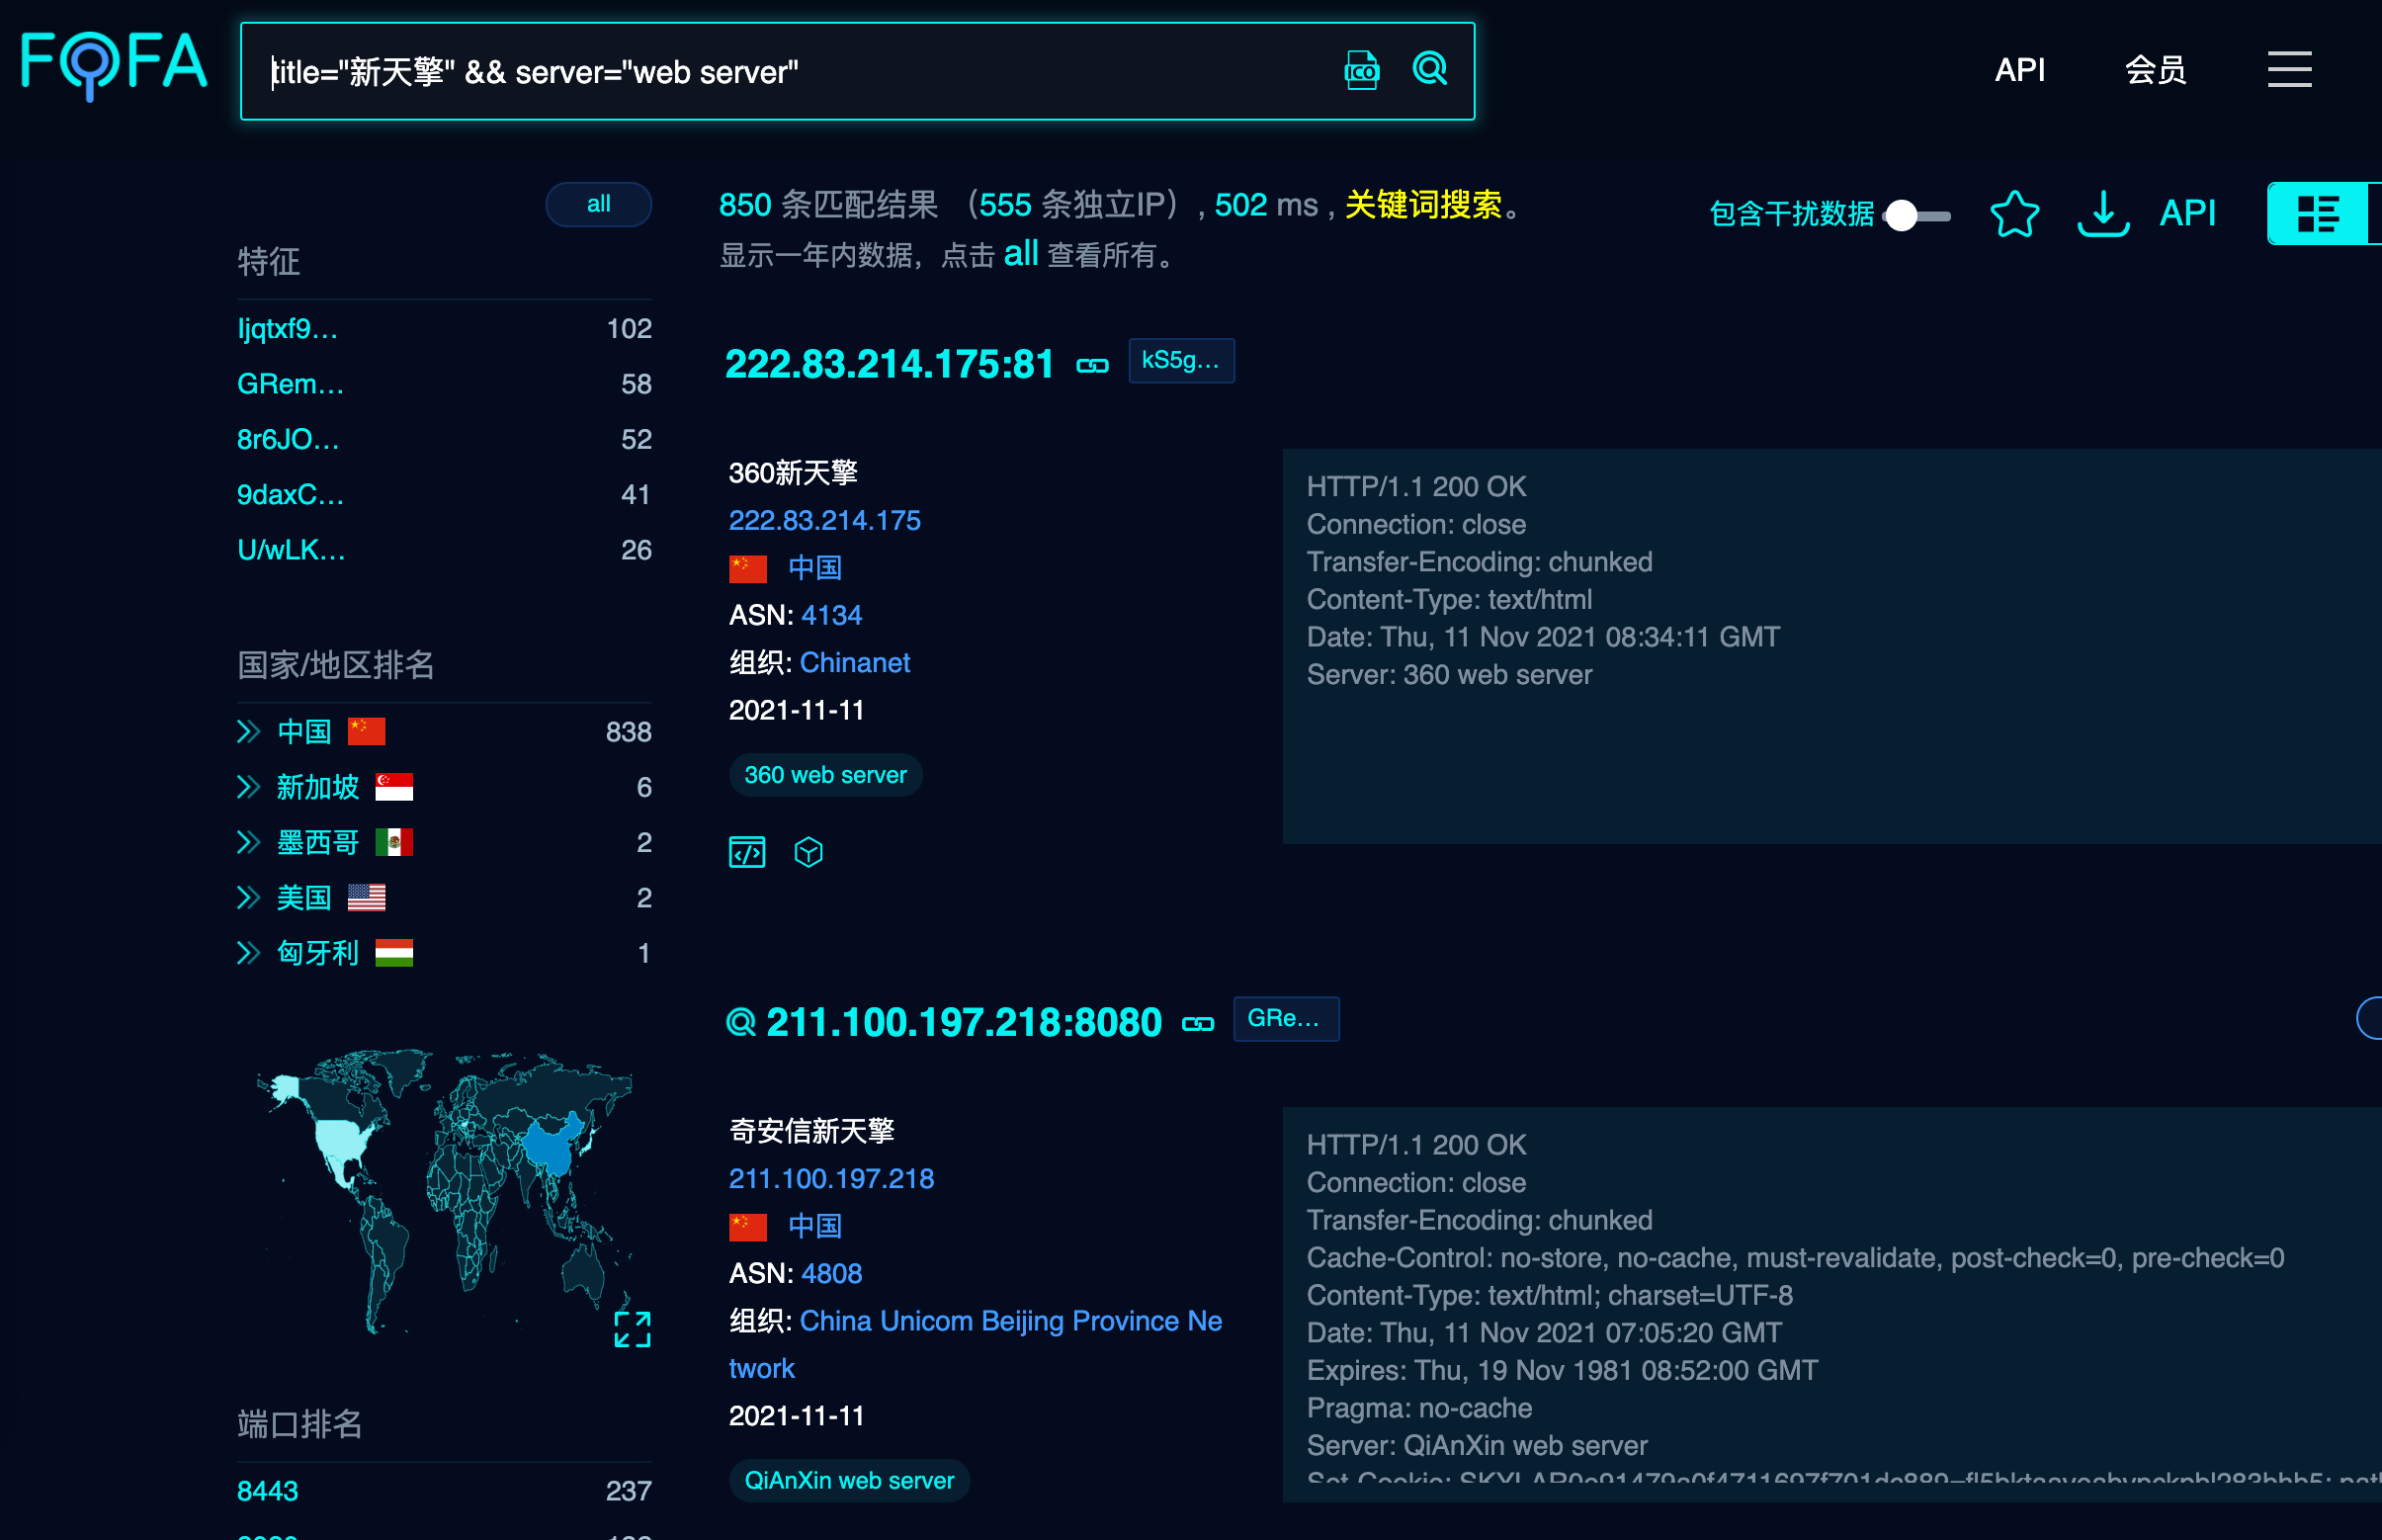 FOFA
title="新天擎" && server="web server"
ICO
API
会员
all
特征
Ijqtxf9...
102
GRem...
58
8r6JO...
52
9daxC...
41
U/wLK...
26
国家/地区排名
中国
838
新加坡
6
墨西哥
2
美国
2
匈牙利
1
端口排名
8443
237
850 条匹配结果 （555 条独立IP）, 502 ms , 关键词搜索。
显示一年内数据，点击 all 查看所有。
包含干扰数据
API
222.83.214.175:81
kS5g...
360新天擎
222.83.214.175
中国
ASN: 4134
组织: Chinanet
2021-11-11
360 web server
HTTP/1.1 200 OK
Connection: close
Transfer-Encoding: chunked
Content-Type: text/html
Date: Thu, 11 Nov 2021 08:34:11 GMT
Server: 360 web server
211.100.197.218:8080
GRe...
奇安信新天擎
211.100.197.218
中国
ASN: 4808
组织: China Unicom Beijing Province Ne
twork
2021-11-11
QiAnXin web server
HTTP/1.1 200 OK
Connection: close
Transfer-Encoding: chunked
Cache-Control: no-store, no-cache, must-revalidate, post-check=0, pre-check=0
Content-Type: text/html; charset=UTF-8
Date: Thu, 11 Nov 2021 07:05:20 GMT
Expires: Thu, 19 Nov 1981 08:52:00 GMT
Pragma: no-cache
Server: QiAnXin web server
Set-Cookie: